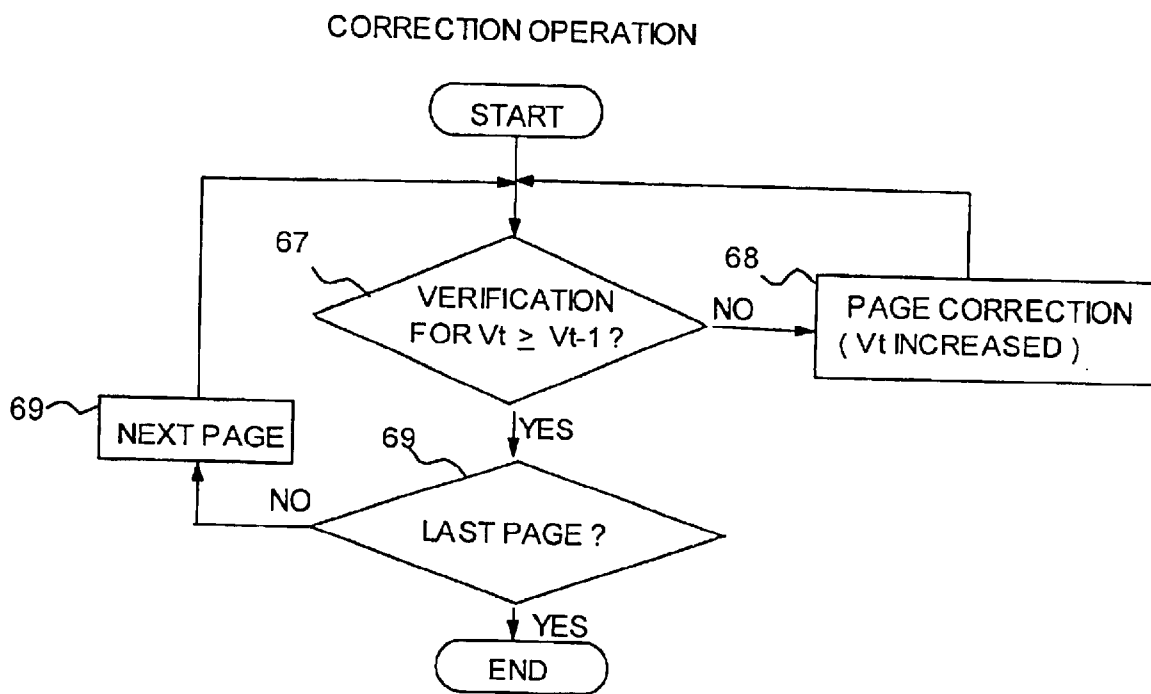 CORRECTION OPERATION
START
67
VERIFICATION
FOR Vt ≥ Vt-1 ?
NO
68
PAGE CORRECTION
( Vt INCREASED )
YES
69
NEXT PAGE
69
NO
LAST PAGE ?
YES
END